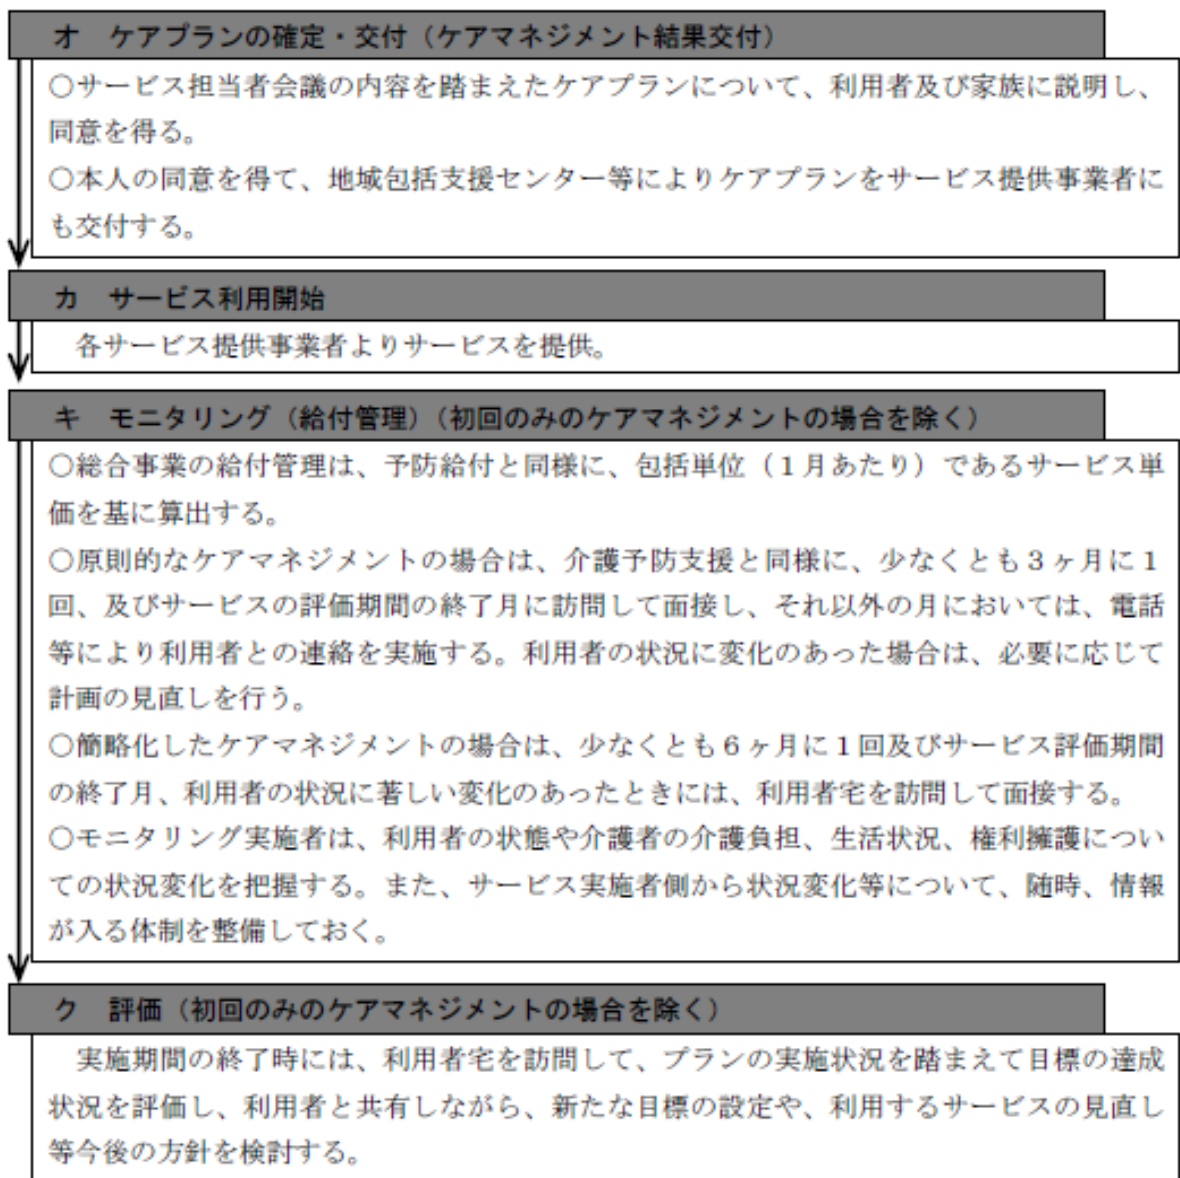 オ　ケアプランの確定・交付（ケアマネジメント結果交付）
○サービス担当者会議の内容を踏まえたケアプランについて、利用者及び家族に説明し、
同意を得る。
○本人の同意を得て、地域包括支援センター等によりケアプランをサービス提供事業者に
も交付する。
カ　サービス利用開始
各サービス提供事業者よりサービスを提供。
キ　モニタリング（給付管理）（初回のみのケアマネジメントの場合を除く）
○総合事業の給付管理は、予防給付と同様に、包括単位（１月あたり）であるサービス単
価を基に算出する。
○原則的なケアマネジメントの場合は、介護予防支援と同様に、少なくとも３ヶ月に１
回、及びサービスの評価期間の終了月に訪問して面接し、それ以外の月においては、電話
等により利用者との連絡を実施する。利用者の状況に変化のあった場合は、必要に応じて
計画の見直しを行う。
○簡略化したケアマネジメントの場合は、少なくとも６ヶ月に１回及びサービス評価期間
の終了月、利用者の状況に著しい変化のあったときには、利用者宅を訪問して面接する。
○モニタリング実施者は、利用者の状態や介護者の介護負担、生活状況、権利擁護につい
ての状況変化を把握する。また、サービス実施者側から状況変化等について、随時、情報
が入る体制を整備しておく。
ク　評価（初回のみのケアマネジメントの場合を除く）
実施期間の終了時には、利用者宅を訪問して、プランの実施状況を踏まえて目標の達成
状況を評価し、利用者と共有しながら、新たな目標の設定や、利用するサービスの見直し
等今後の方針を検討する。